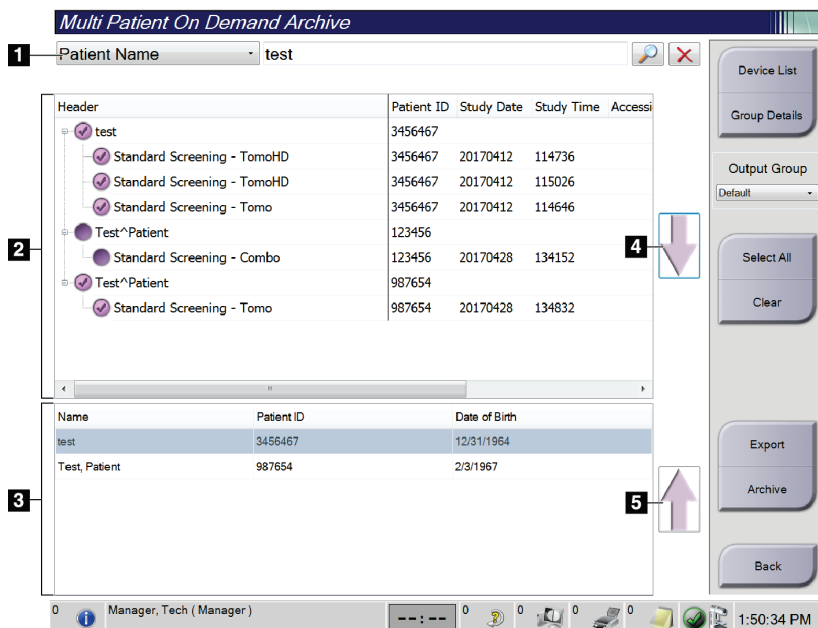 Multi Patient On Demand Archive
1 Patient Name test
Device List
Group Details
Output Group
Default
Select All
Clear
Export
Archive
Back
2
Header Patient ID Study Date Study Time Accessi
test 3456467
Standard Screening - TomoHD 3456467 20170412 114736
Standard Screening - TomoHD 3456467 20170412 115026
Standard Screening - Tomo 3456467 20170412 114646
Test^Patient 123456
Standard Screening - Combo 123456 20170428 134152
Test^Patient 987654
Standard Screening - Tomo 987654 20170428 134832
4
3
Name Patient ID Date of Birth
test 3456467 12/31/1964
Test, Patient 987654 2/3/1967
5
0 Manager, Tech ( Manager ) --:-- 0 0 0 0 1:50:34 PM